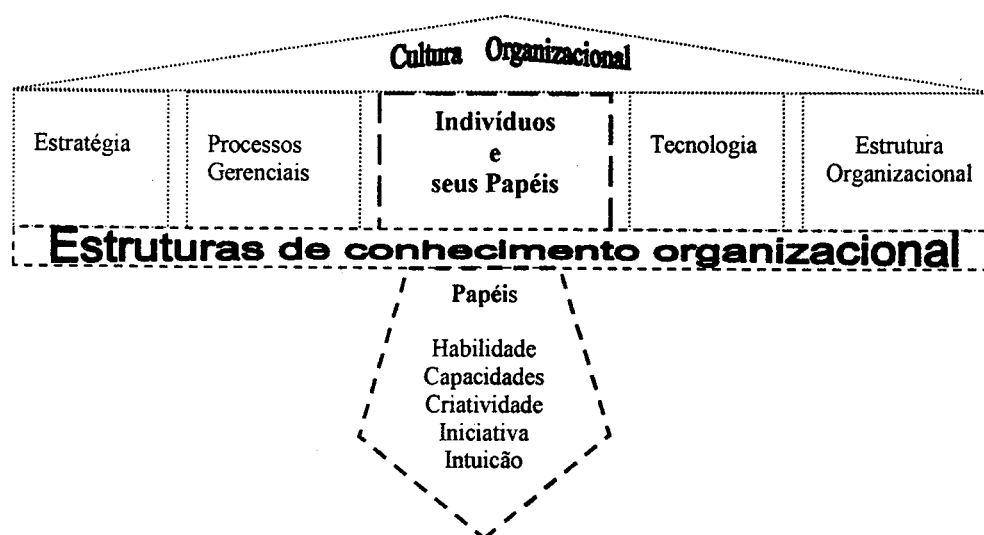 Cultura Organizacional
Estratégia
Processos
Gerenciais
Indivíduos
e
seus Papéis
Tecnologia
Estrutura
Organizacional
Estruturas de conhecimento organizacional
Papéis
Habilidade
Capacidades
Criatividade
Iniciativa
Intuicão